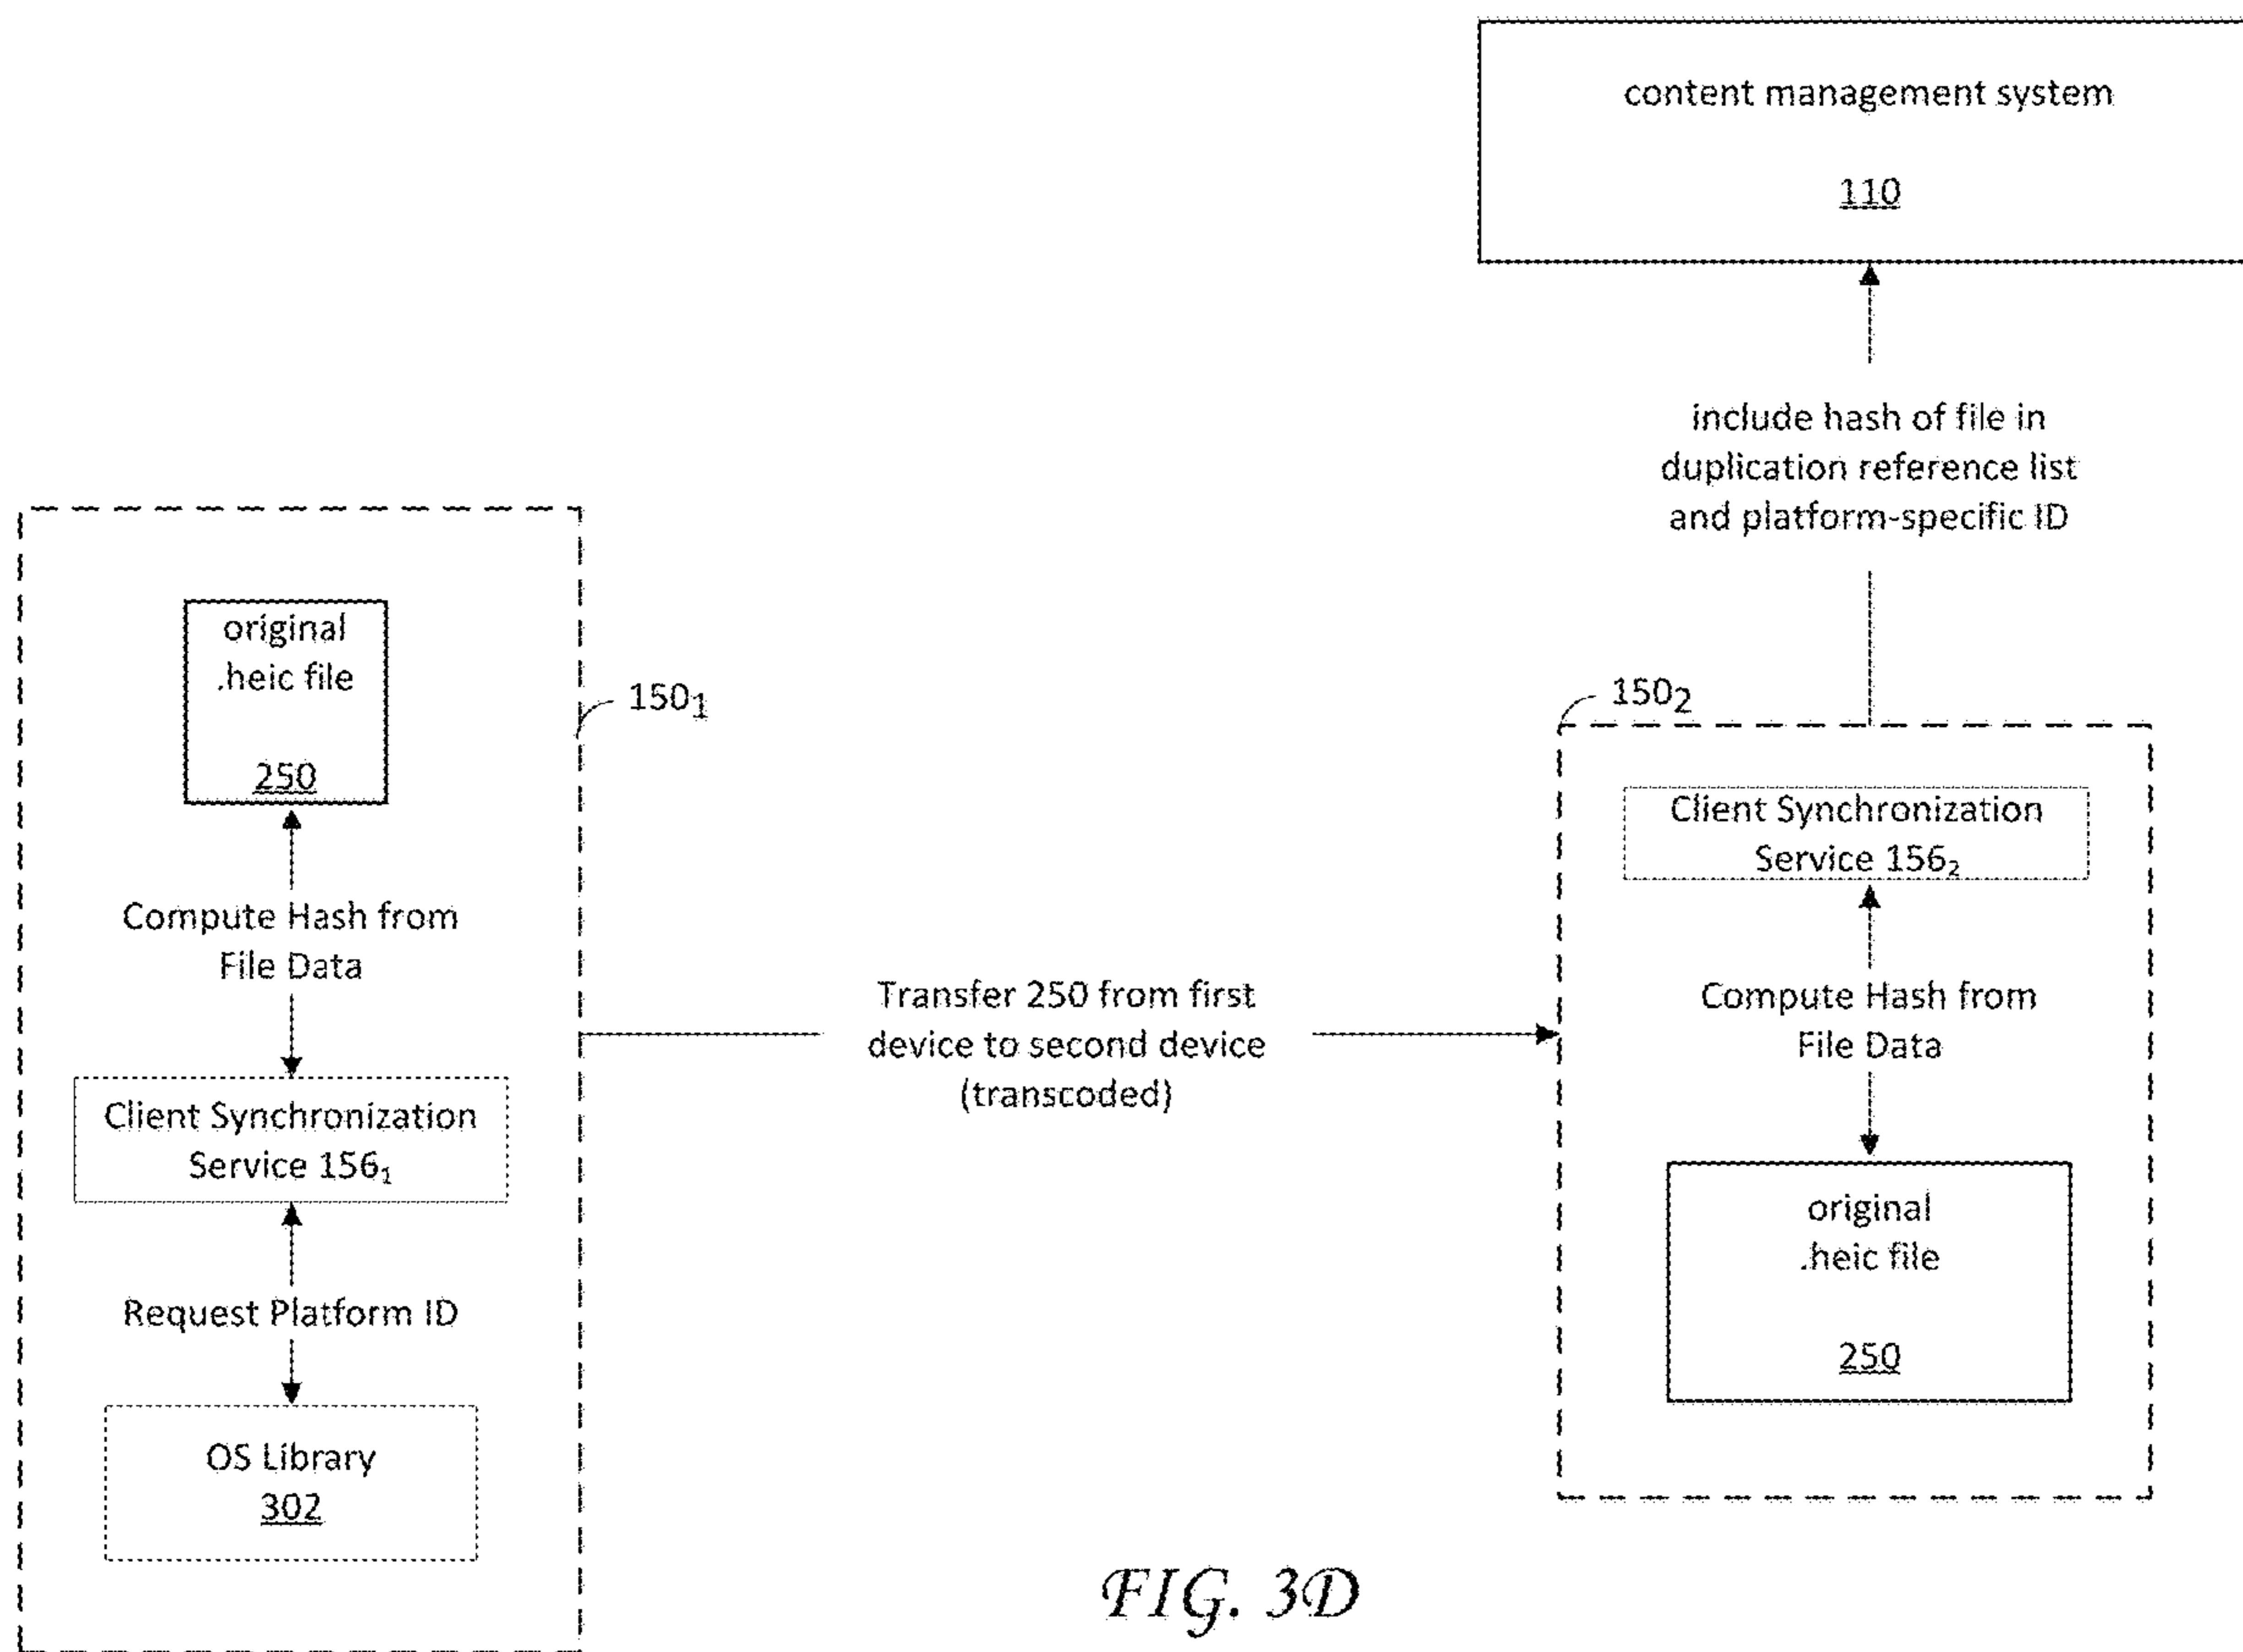 content management system
110
include hash of file in
duplication reference list
and platform-specific ID
original
.heic file
250
150₁
Compute Hash from
File Data
Client Synchronization
Service 156₁
Request Platform ID
OS Library
302
Transfer 250 from first
device to second device
(transcoded)
150₂
Client Synchronization
Service 156₂
Compute Hash from
File Data
original
.heic file
250
FIG. 3D